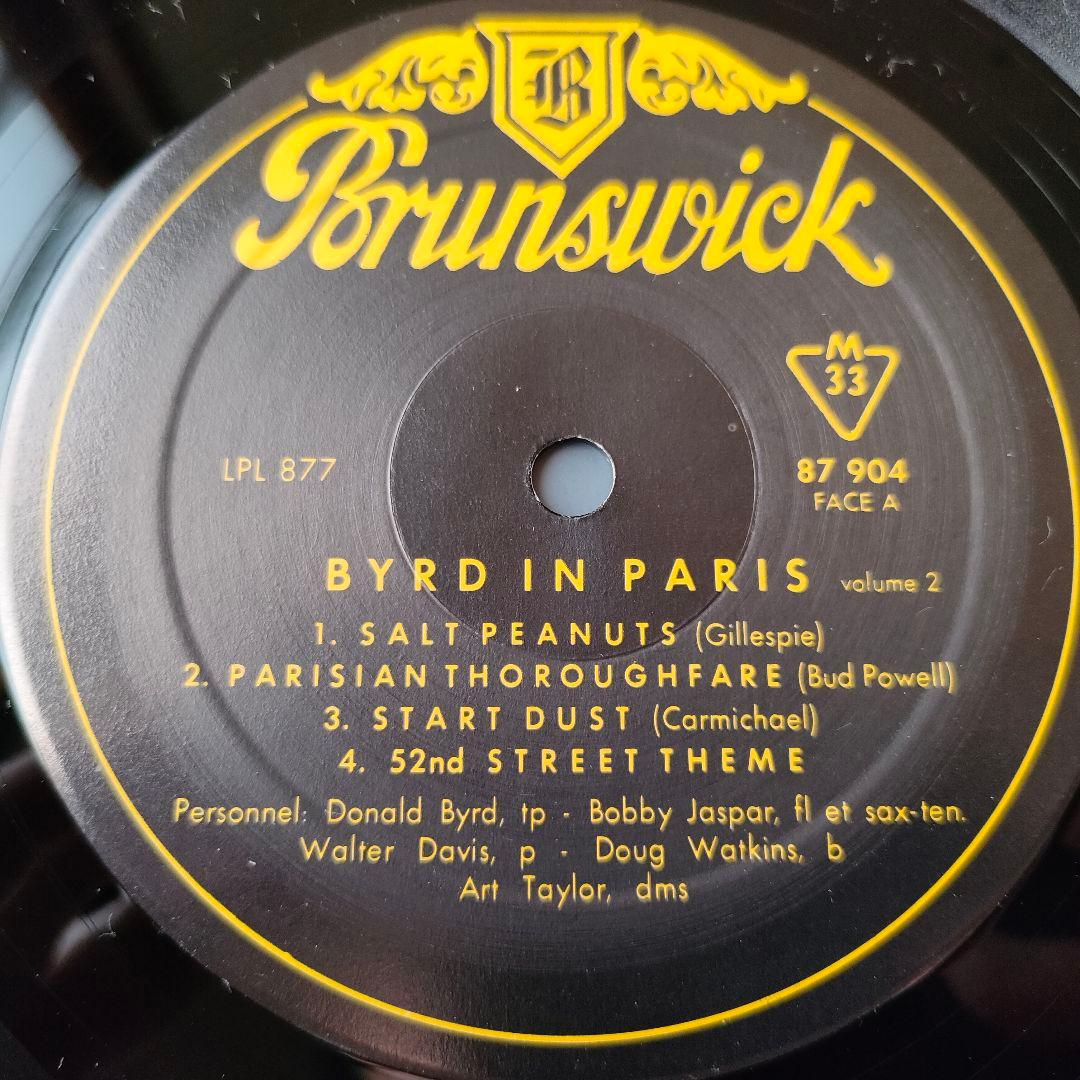 B
Brunswick
M
33
LPL 877
87 904
FACE A
BYRD IN PARIS volume 2
1. SALT PEANUTS (Gillespie)
2. PARISIAN THOROUGHFARE (Bud Powell)
3. START DUST (Carmichael)
4. 52nd STREET THEME
Personnel: Donald Byrd, tp - Bobby Jaspar, fl et sax-ten.
Walter Davis, p - Doug Watkins, b
Art Taylor, dms